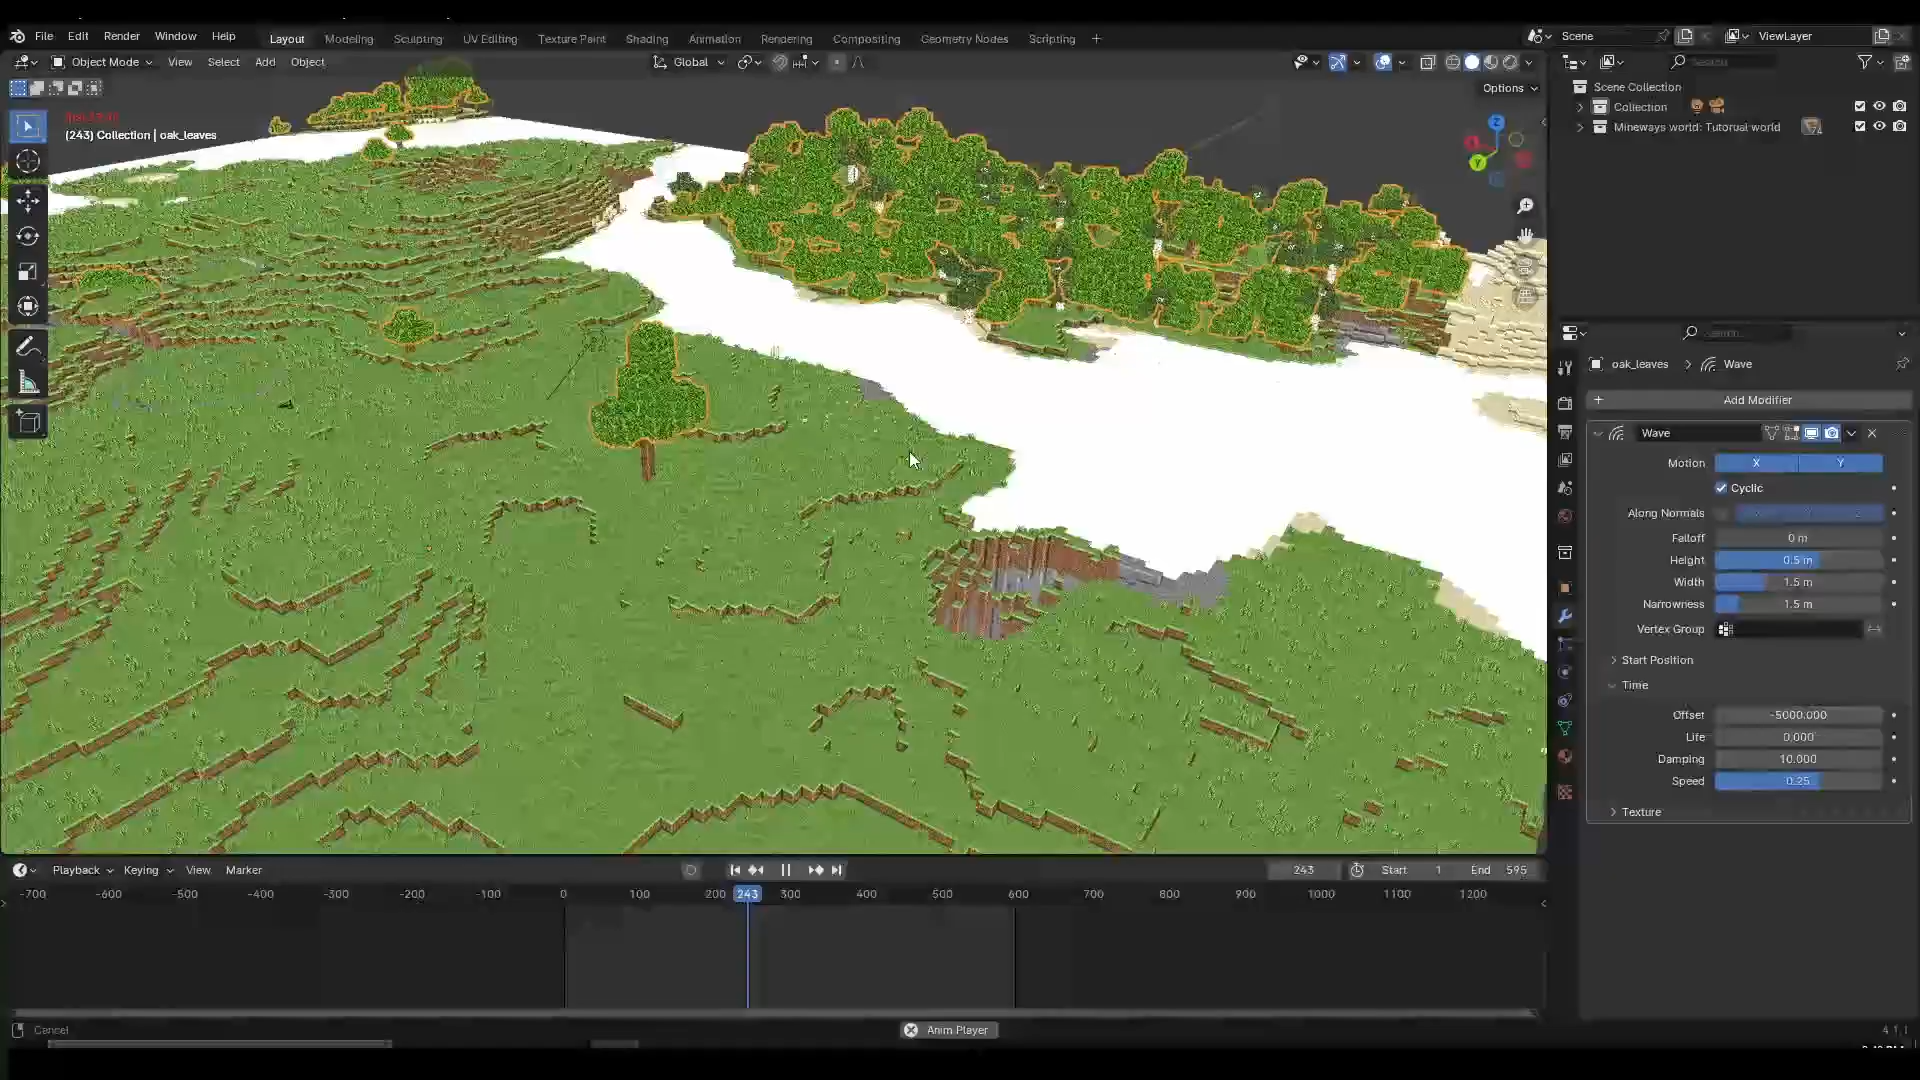 File Edit Render Window Help Layout Modeling Sculpting UV Editing Texture Paint Shading Animation Rendering Compositing Geometry Nodes Scripting + Scene ViewLayer
Object Mode View Select Add Object Global
Options
(243) Collection | oak_leaves
Z
Y
Scene Collection
Collection
Mineways world: Tutorual world
oak_leaves > Wave
+ Add Modifier
Wave
Motion X Y
Cyclic
Along Normals
Falloff 0 m
Height 0.5 m
Width 1.5 m
Narrowness 1.5 m
Vertex Group
Start Position
Time
Offset -5000.000
Life 0.000
Damping 10.000
Speed 0.25
Texture
Playback Keying View Marker 243 Start 1 End 595
-700 -600 -500 -400 -300 -200 -100 0 100 200 243 300 400 500 600 700 800 900 1000 1100 1200
Cancel Anim Player 4.1.1